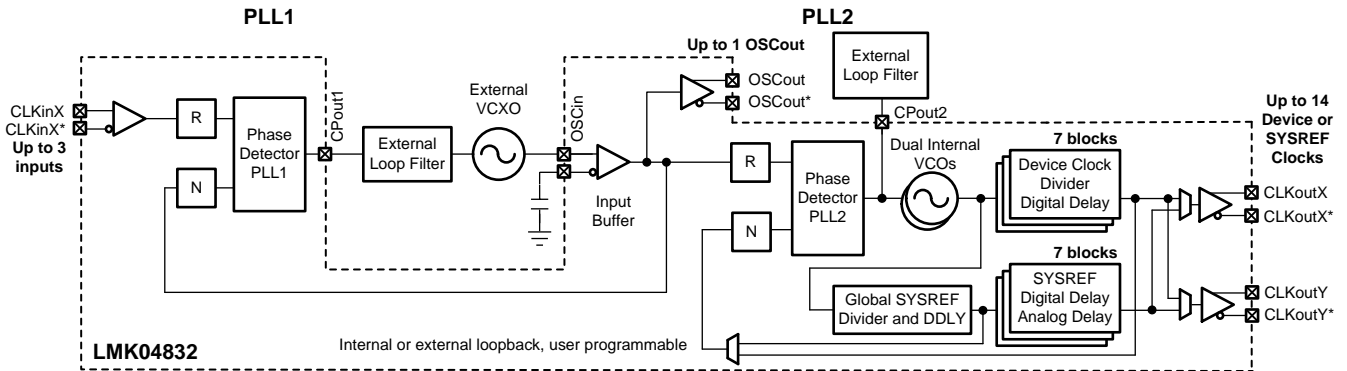 PLL1
PLL2
Up to 1 OSCout
External
Loop Filter
OSCout
OSCout*
CPout2
CLKinX
CLKinX*
Up to 3
inputs
R
N
Phase
Detector
PLL1
CPout1
External
Loop Filter
External
VCXO
OSCin
Input
Buffer
R
N
Phase
Detector
PLL2
Dual Internal
VCOs
7 blocks
Device Clock
Divider
Digital Delay
Up to 14
Device or
SYSREF
Clocks
CLKoutX
CLKoutX*
7 blocks
Global SYSREF
Divider and DDLY
SYSREF
Digital Delay
Analog Delay
CLKoutY
CLKoutY*
Internal or external loopback, user programmable
LMK04832